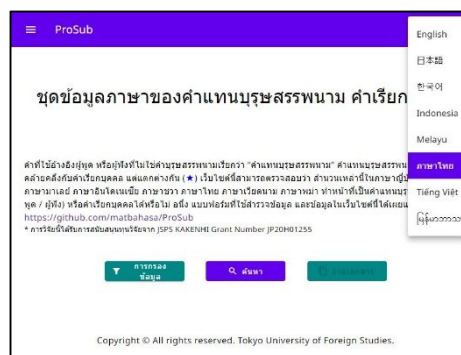 ProSub
English
日本語
한국어
Indonesia
Melayu
ภาษาไทย
Tiếng Việt
မြန်မာဘာသာ
ชุดข้อมูลภาษาของคำแทนบุรุษสรรพนาม คำเรียก
คำที่ใช้อ้างอิงผู้พูด หรือผู้ฟังที่ไม่ใช่คำบุรุษสรรพนามเรียกว่า "คำแทนบุรุษสรรพนาม" คำแทนบุรุษสรรพน
คล้ายคลึงกับคำเรียกบุคคล แต่แตกต่างกัน (★) เว็บไซต์นี้สามารถตรวจสอบว่า สำนวนเหล่านี้ในภาษาญี่ปุ
ภาษามาเลย์ ภาษาอินโดนเนเซีย ภาษาชวา ภาษาไทย ภาษาเวียดนาม ภาษาพม่า ทำหน้าที่เป็นคำแทนบุร
พูด / ผู้ฟัง) หรือคำเรียกบุคคลได้หรือไม่ อนึ่ง แบบฟอร์มที่ใช้สำรวจข้อมูล และข้อมูลในเว็บไซต์นี้ได้เผยแ
https://github.com/matbahasa/ProSub
* การวิจัยนี้ได้รับการสนับสนุนทุนวิจัยจาก JSPS KAKENHI Grant Number JP20H01255
การกรอง
ข้อมูล
ค้นหา
Copyright © All rights reserved. Tokyo University of Foreign Studies.